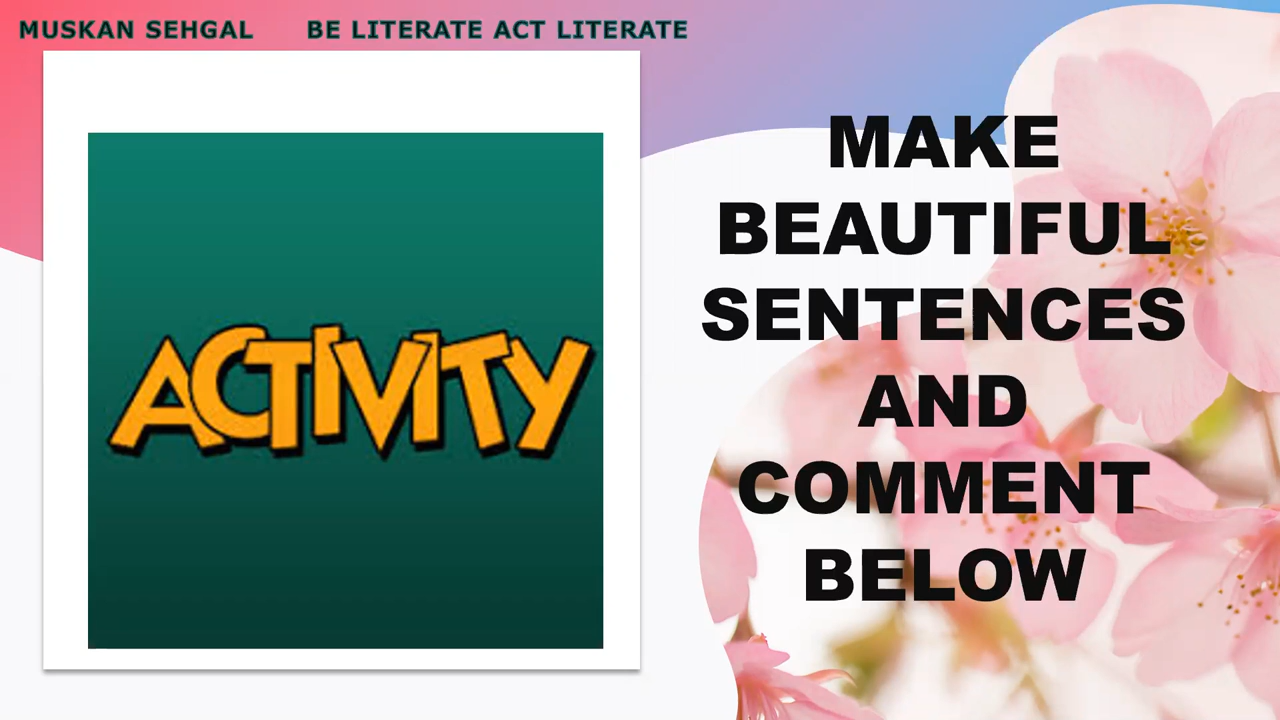 MUSKAN SEHGAL BE LITERATE ACT LITERATE
ACTIVITY
MAKE
BEAUTIFUL
SENTENCES
AND
COMMENT
BELOW